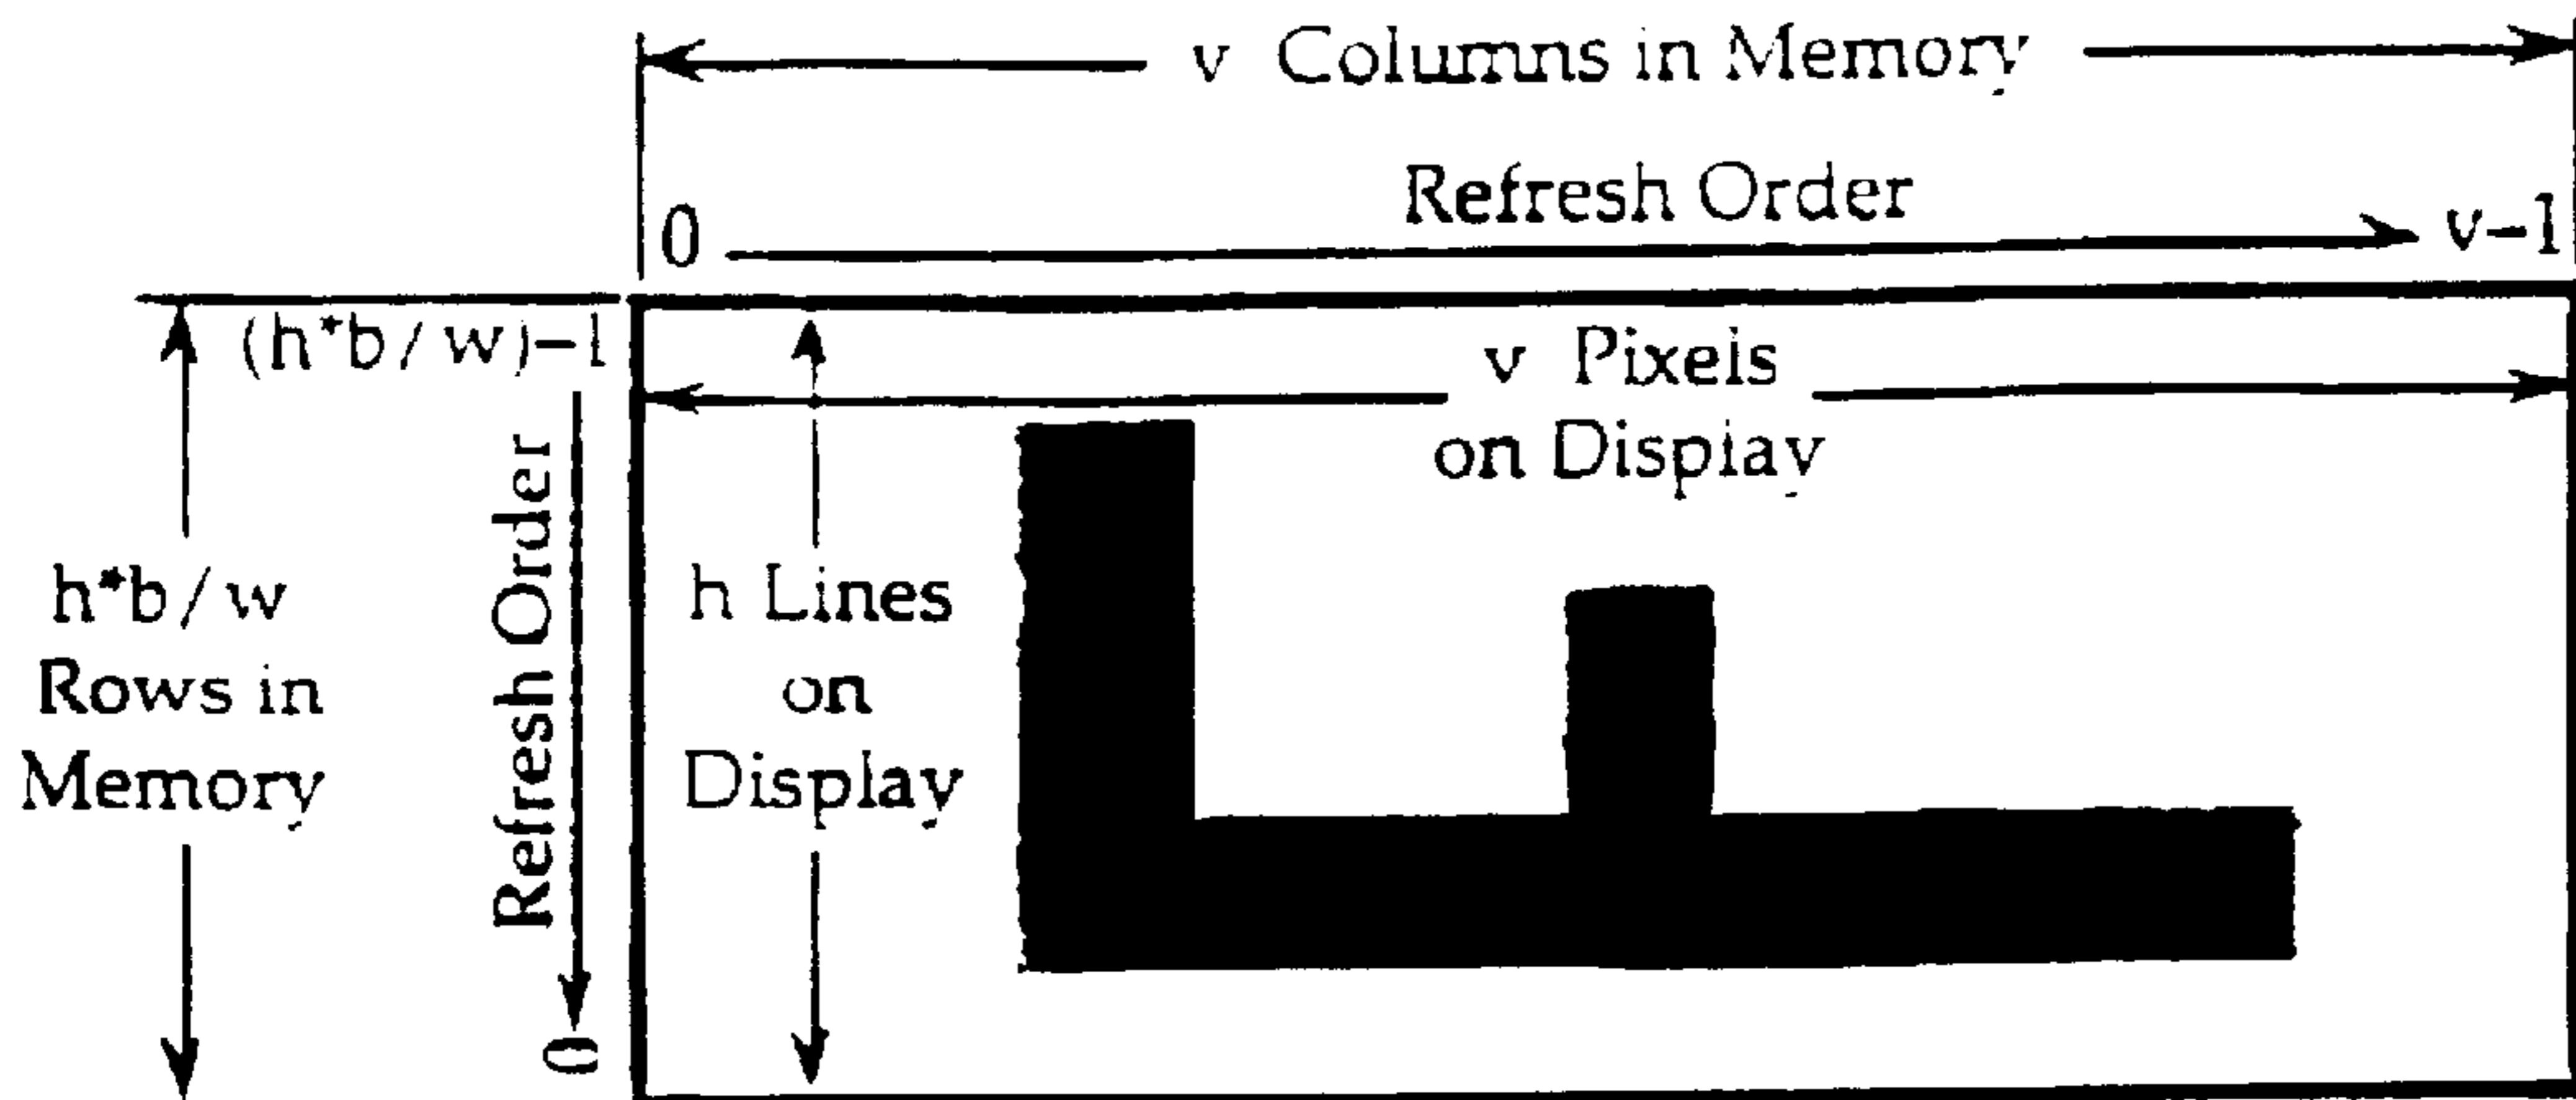 v Columns in Memory
Refresh Order
0
v-1
(h*b/w)-1
v Pixels
on Display
Refresh Order
h*b/w
Rows in
Memory
h Lines
on
Display
0